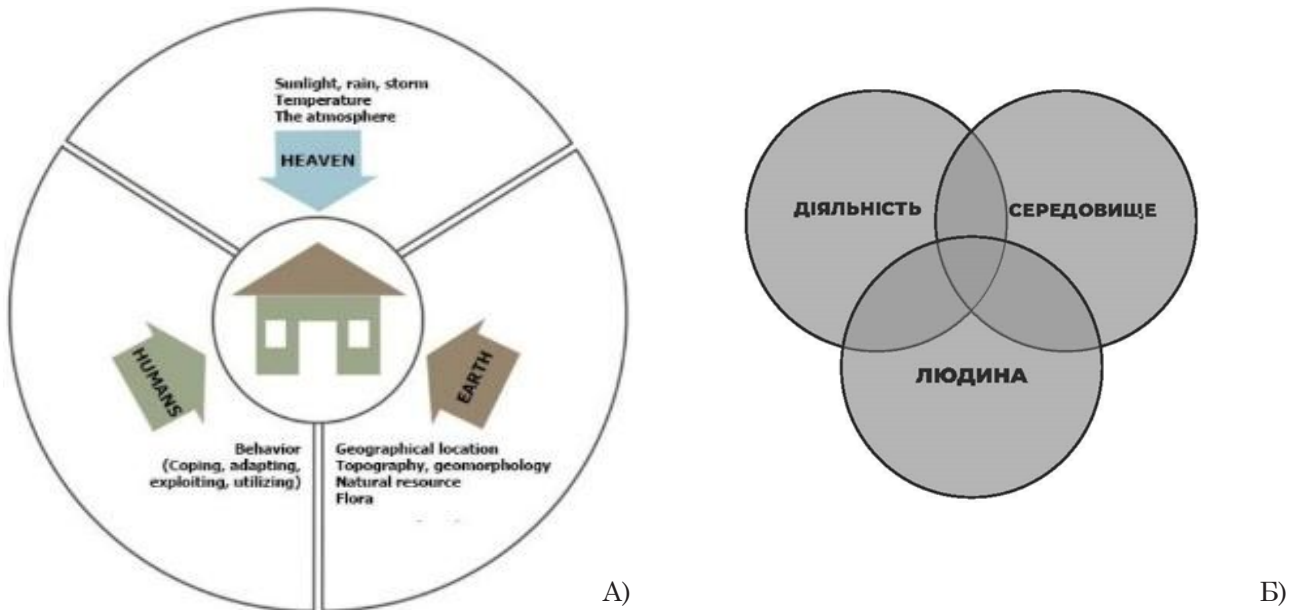 Sunlight, rain, storm
Temperature
The atmosphere
HEAVEN
HUMANS
EARTH
Behavior
(Coping, adapting,
exploiting, utilizing)
Geographical location
Topography, geomorphology
Natural resource
Flora
А)
ДІЯЛЬНІСТЬ
СЕРЕДОВИЩЕ
ЛЮДИНА
Б)